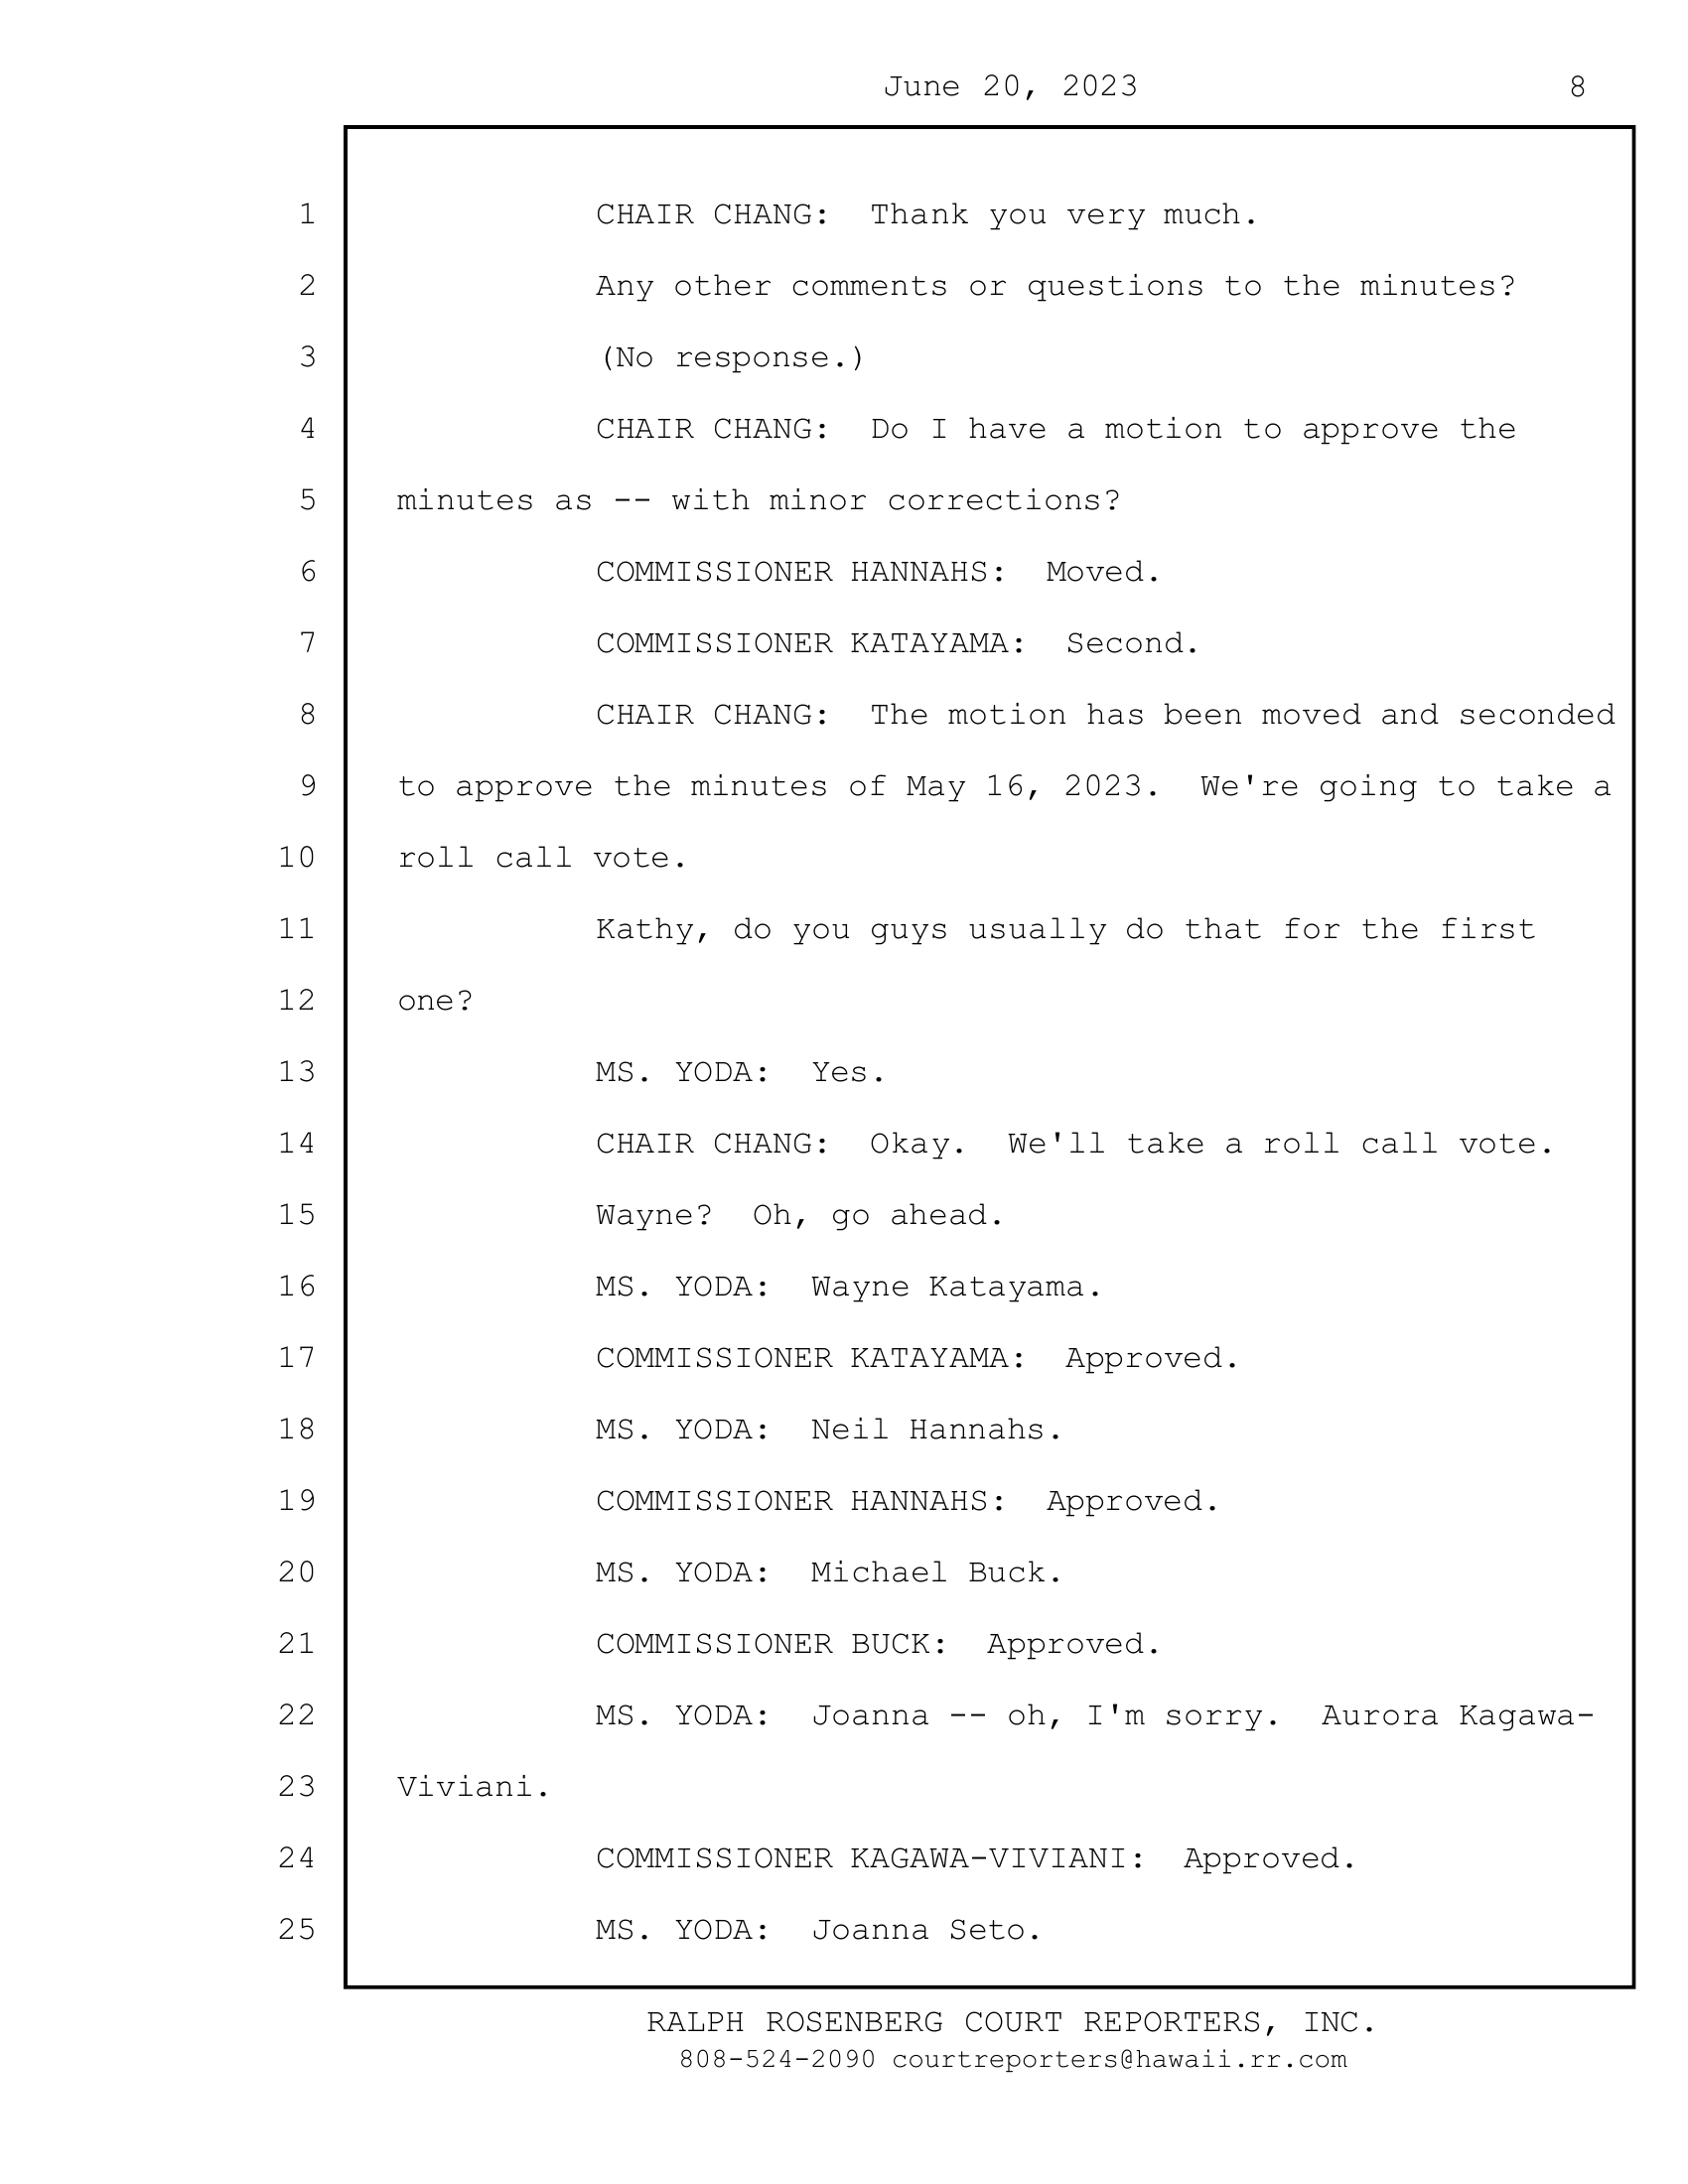 June 20, 2023 8
1 CHAIR CHANG:  Thank you very much.
2 Any other comments or questions to the minutes?
3 (No response.)
4 CHAIR CHANG:  Do I have a motion to approve the
5 minutes as -- with minor corrections?
6 COMMISSIONER HANNAHS:  Moved.
7 COMMISSIONER KATAYAMA:  Second.
8 CHAIR CHANG:  The motion has been moved and seconded
9 to approve the minutes of May 16, 2023.  We're going to take a
10 roll call vote.
11 Kathy, do you guys usually do that for the first
12 one?
13 MS. YODA:  Yes.
14 CHAIR CHANG:  Okay.  We'll take a roll call vote.
15 Wayne?  Oh, go ahead.
16 MS. YODA:  Wayne Katayama.
17 COMMISSIONER KATAYAMA:  Approved.
18 MS. YODA:  Neil Hannahs.
19 COMMISSIONER HANNAHS:  Approved.
20 MS. YODA:  Michael Buck.
21 COMMISSIONER BUCK:  Approved.
22 MS. YODA:  Joanna -- oh, I'm sorry.  Aurora Kagawa-
23 Viviani.
24 COMMISSIONER KAGAWA-VIVIANI:  Approved.
25 MS. YODA:  Joanna Seto.
RALPH ROSENBERG COURT REPORTERS, INC.
808-524-2090 courtreporters@hawaii.rr.com